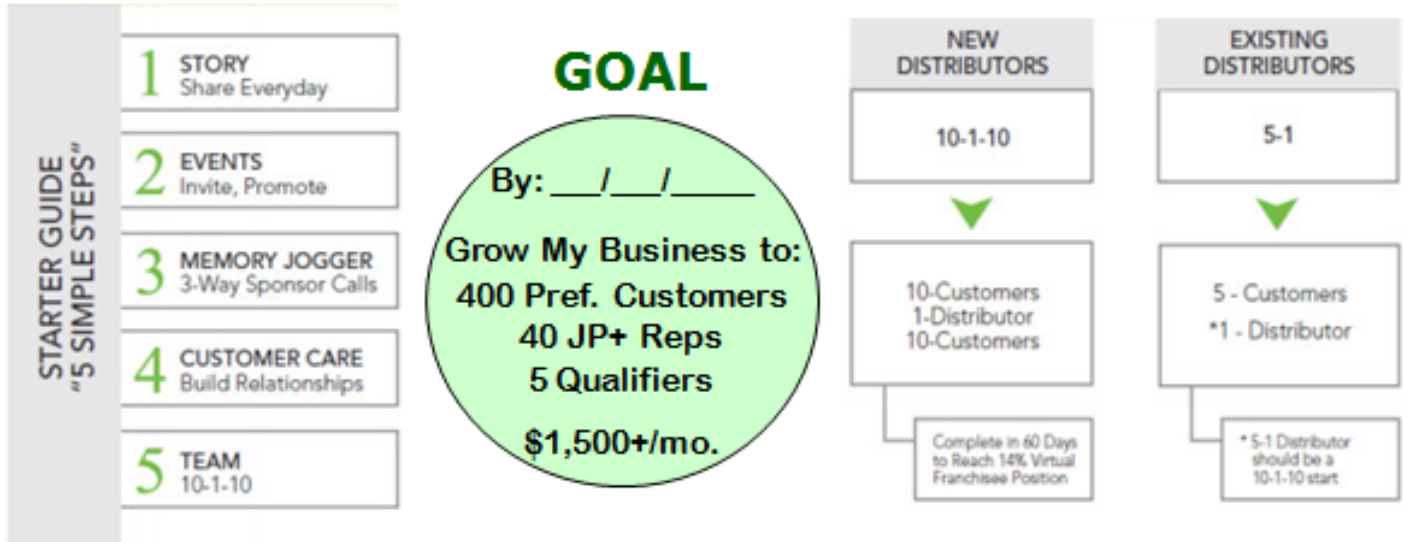 STARTER GUIDE
"5 SIMPLE STEPS"
1 STORY
Share Everyday
2 EVENTS
Invite, Promote
3 MEMORY JOGGER
3-Way Sponsor Calls
4 CUSTOMER CARE
Build Relationships
5 TEAM
10-1-10
GOAL
By: __/__/____
Grow My Business to:
400 Pref. Customers
40 JP+ Reps
5 Qualifiers
$1,500+/mo.
NEW
DISTRIBUTORS
10-1-10
10-Customers
1-Distributor
10-Customers
Complete in 60 Days
to Reach 14% Virtual
Franchisee Position
EXISTING
DISTRIBUTORS
5-1
5 - Customers
*1 - Distributor
* 5-1 Distributor
should be a
10-1-10 start